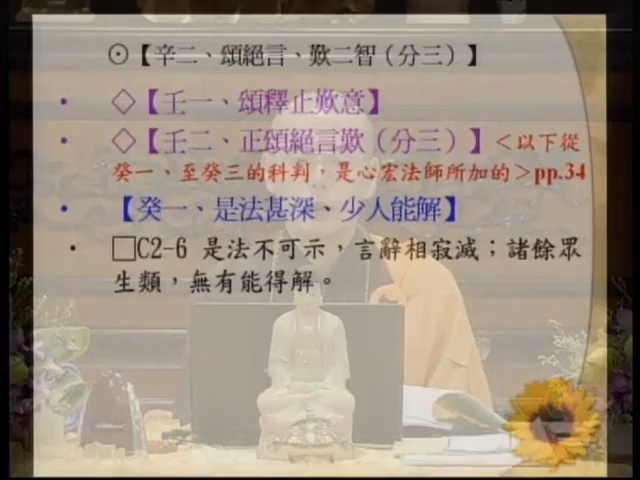 ⊙【辛二、頌絕言、歎二智(分三)】
• ◇【壬一、頌釋止歎意】
• ◇【壬二、正頌絕言歎(分三)】<以下從
癸一、至癸三的科判,是心宏法師所加的>pp.34
• 【癸一、是法甚深、少人能解】
• □C2-6 是法不可示,言辭相寂滅;諸餘眾
生類,無有能得解。